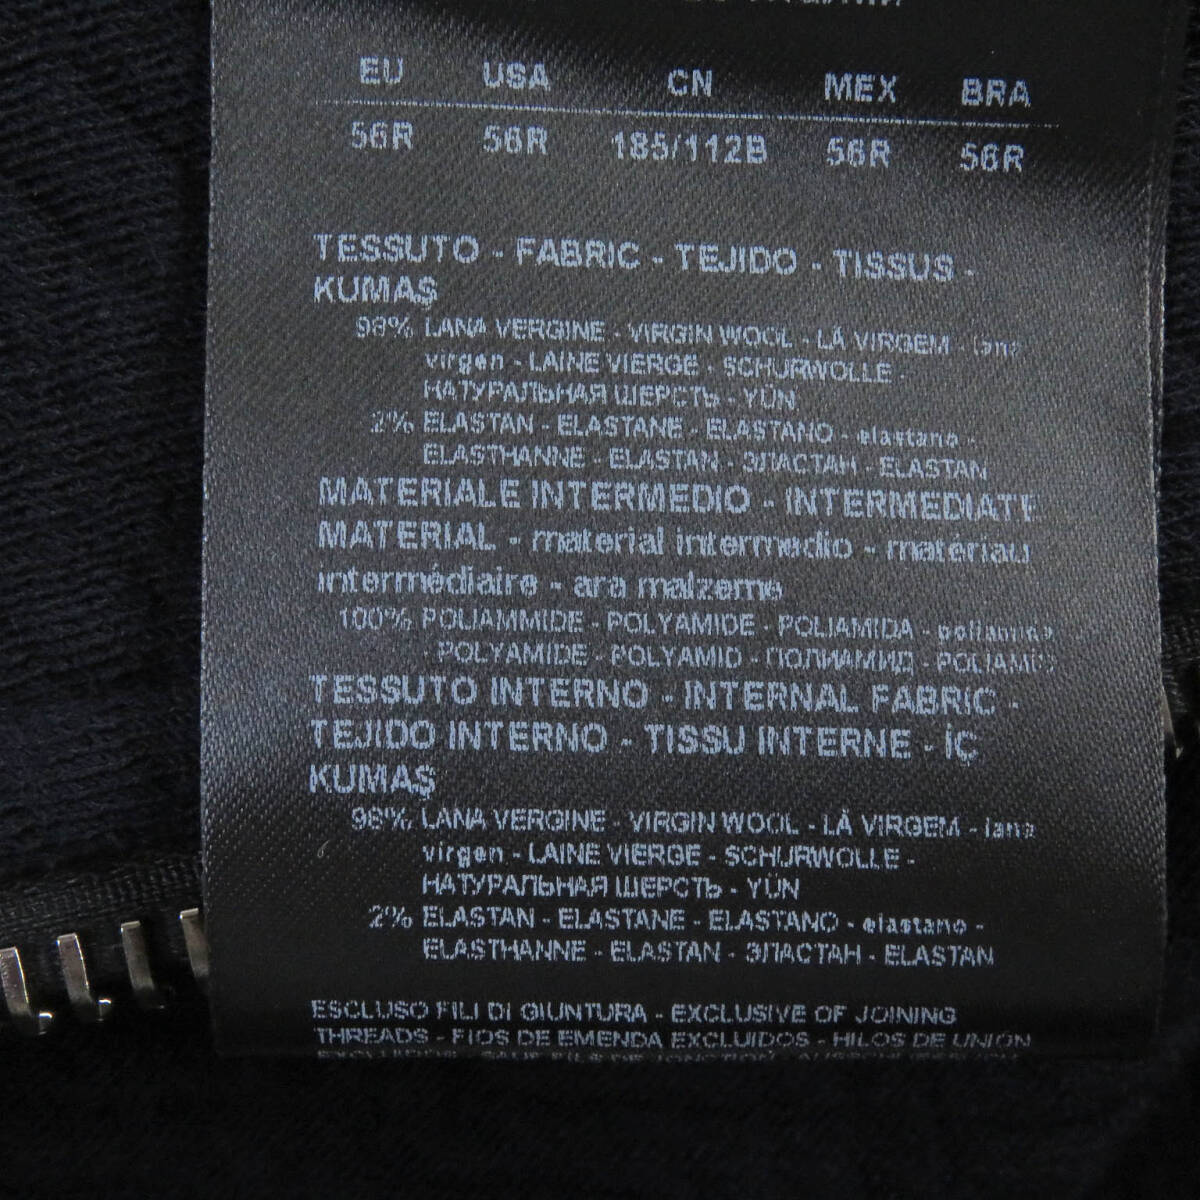 EU USA CN MEX BRA
56R 56R 185/112B 56R 56R
TESSUTO - FABRIC - TEJIDO - TISSUS -
KUMAŞ
98% LANA VERGINE - VIRGIN WOOL - LÃ VIRGEM - lana
virgen - LAINE VIERGE - SCHURWOLLE -
НАТУРАЛЬНАЯ ШЕРСТЬ - YÜN
2% ELASTAN - ELASTANE - ELASTANO - elastano -
ELASTHANNE - ELASTAN - ЭЛАСТАН - ELASTAN
MATERIALE INTERMEDIO - INTERMEDIATE
MATERIAL - material intermedio - matériau
intermédiaire - ara malzeme
100% POLIAMMIDE - POLYAMIDE - POLIAMIDA - poliamida
- POLYAMIDE - POLYAMID - ПОЛИАМИД - POLIAMID
TESSUTO INTERNO - INTERNAL FABRIC -
TEJIDO INTERNO - TISSU INTERNE - İÇ
KUMAŞ
98% LANA VERGINE - VIRGIN WOOL - LÃ VIRGEM - lana
virgen - LAINE VIERGE - SCHURWOLLE -
НАТУРАЛЬНАЯ ШЕРСТЬ - YÜN
2% ELASTAN - ELASTANE - ELASTANO - elastano -
ELASTHANNE - ELASTAN - ЭЛАСТАН - ELASTAN
ESCLUSO FILI DI GIUNTURA - EXCLUSIVE OF JOINING
THREADS - FIOS DE EMENDA EXCLUIDOS - HILOS DE UNIÓN